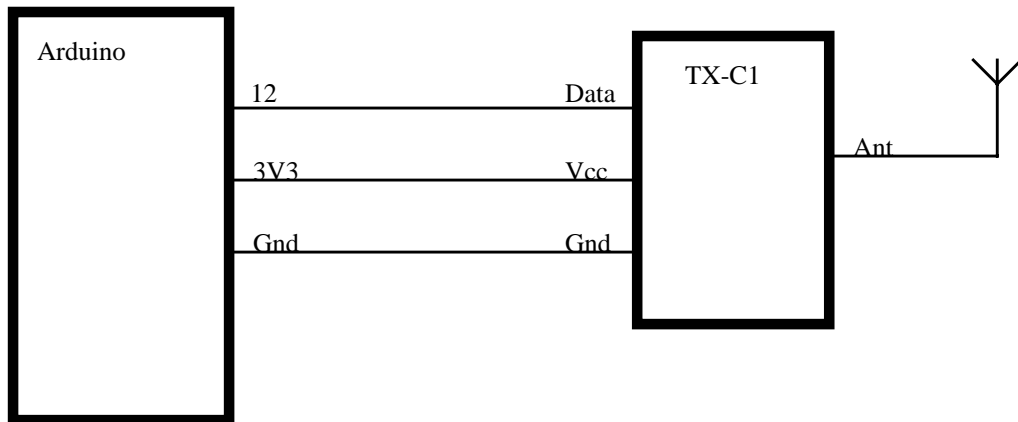 Arduino
TX-C1
12 Data
Ant
3V3 Vcc
Gnd Gnd